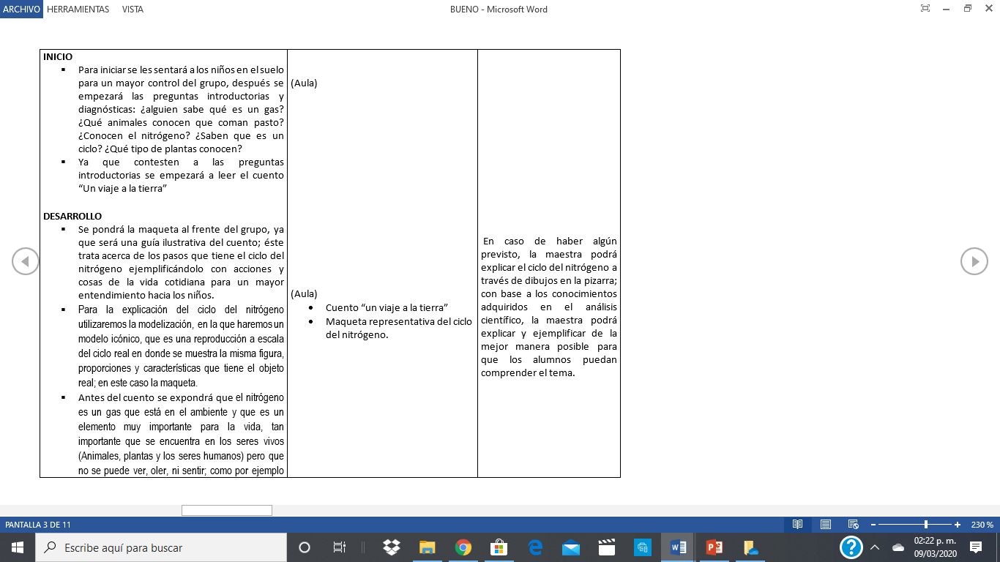 ARCHIVO HERRAMIENTAS VISTA
BUENO - Microsoft Word
INICIO
▪ Para iniciar se les sentará a los niños en el suelo
para un mayor control del grupo, después se
empezará las preguntas introductorias y
diagnósticas: ¿alguien sabe qué es un gas?
¿Qué animales conocen que coman pasto?
¿Conocen el nitrógeno? ¿Saben que es un
ciclo? ¿Qué tipo de plantas conocen?
▪ Ya que contesten a las preguntas
introductorias se empezará a leer el cuento
“Un viaje a la tierra”
DESARROLLO
▪ Se pondrá la maqueta al frente del grupo, ya
que será una guía ilustrativa del cuento; éste
trata acerca de los pasos que tiene el ciclo del
nitrógeno ejemplificándolo con acciones y
cosas de la vida cotidiana para un mayor
entendimiento hacia los niños.
▪ Para la explicación del ciclo del nitrógeno
utilizaremos la modelización, en la que haremos un
modelo icónico, que es una reproducción a escala
del ciclo real en donde se muestra la misma figura,
proporciones y características que tiene el objeto
real; en este caso la maqueta.
▪ Antes del cuento se expondrá que el nitrógeno
es un gas que está en el ambiente y que es un
elemento muy importante para la vida, tan
importante que se encuentra en los seres vivos
(Animales, plantas y los seres humanos) pero que
no se puede ver, oler, ni sentir; como por ejemplo
(Aula)
(Aula)
• Cuento “un viaje a la tierra”
• Maqueta representativa del ciclo
del nitrógeno.
En caso de haber algún
previsto, la maestra podrá
explicar el ciclo del nitrógeno a
través de dibujos en la pizarra;
con base a los conocimientos
adquiridos en el análisis
científico, la maestra podrá
explicar y ejemplificar de la
mejor manera posible para
que los alumnos puedan
comprender el tema.
PANTALLA 3 DE 11
230 %
Escribe aquí para buscar
02:22 p. m.
09/03/2020